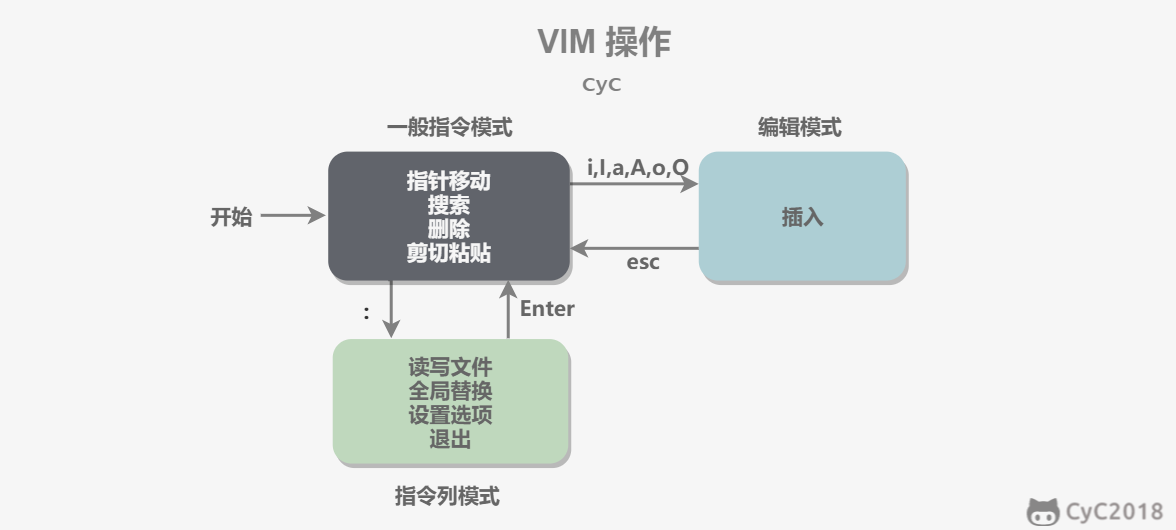 VIM 操作
CyC
一般指令模式
编辑模式
指针移动
搜索
删除
剪切粘贴
i,I,a,A,o,O
开始
插入
esc
:
Enter
读写文件
全局替换
设置选项
退出
指令列模式
CyC2018